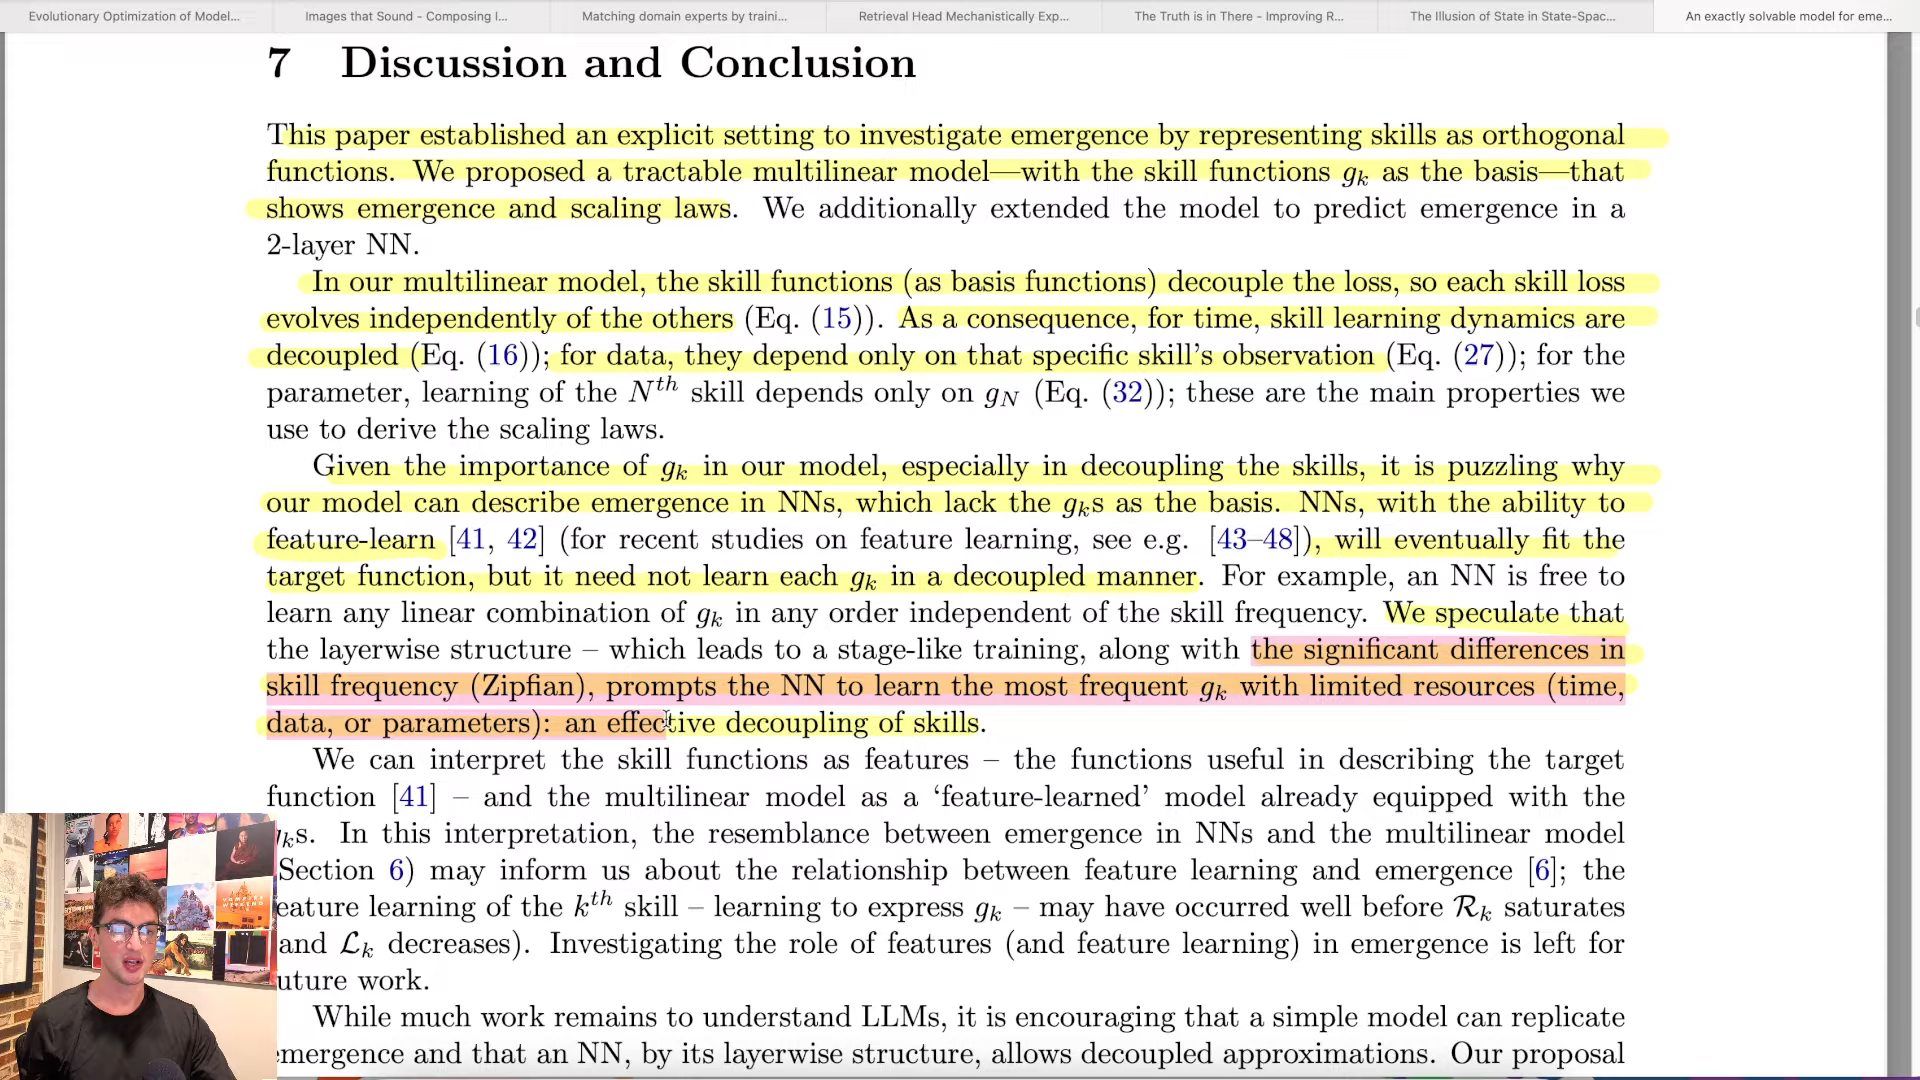 Evolutionary Optimization of Model...
Images that Sound - Composing I...
Matching domain experts by traini...
Retrieval Head Mechanistically Exp...
The Truth is in There - Improving R...
The Illusion of State in State-Spac...
An exactly solvable model for eme...
7 Discussion and Conclusion
This paper established an explicit setting to investigate emergence by representing skills as orthogonal
functions. We proposed a tractable multilinear model—with the skill functions gk as the basis—that
shows emergence and scaling laws. We additionally extended the model to predict emergence in a
2-layer NN.
In our multilinear model, the skill functions (as basis functions) decouple the loss, so each skill loss
evolves independently of the others (Eq. (15)). As a consequence, for time, skill learning dynamics are
decoupled (Eq. (16)); for data, they depend only on that specific skill's observation (Eq. (27)); for the
parameter, learning of the Nth skill depends only on gN (Eq. (32)); these are the main properties we
use to derive the scaling laws.
Given the importance of gk in our model, especially in decoupling the skills, it is puzzling why
our model can describe emergence in NNs, which lack the gks as the basis. NNs, with the ability to
feature-learn [41, 42] (for recent studies on feature learning, see e.g. [43–48]), will eventually fit the
target function, but it need not learn each gk in a decoupled manner. For example, an NN is free to
learn any linear combination of gk in any order independent of the skill frequency. We speculate that
the layerwise structure – which leads to a stage-like training, along with the significant differences in
skill frequency (Zipfian), prompts the NN to learn the most frequent gk with limited resources (time,
data, or parameters): an effective decoupling of skills.
We can interpret the skill functions as features – the functions useful in describing the target
function [41] – and the multilinear model as a 'feature-learned' model already equipped with the
gks. In this interpretation, the resemblance between emergence in NNs and the multilinear model
Section 6) may inform us about the relationship between feature learning and emergence [6]; the
eature learning of the kth skill – learning to express gk – may have occurred well before Rk saturates
and Lk decreases). Investigating the role of features (and feature learning) in emergence is left for
uture work.
While much work remains to understand LLMs, it is encouraging that a simple model can replicate
emergence and that an NN, by its layerwise structure, allows decoupled approximations. Our proposal